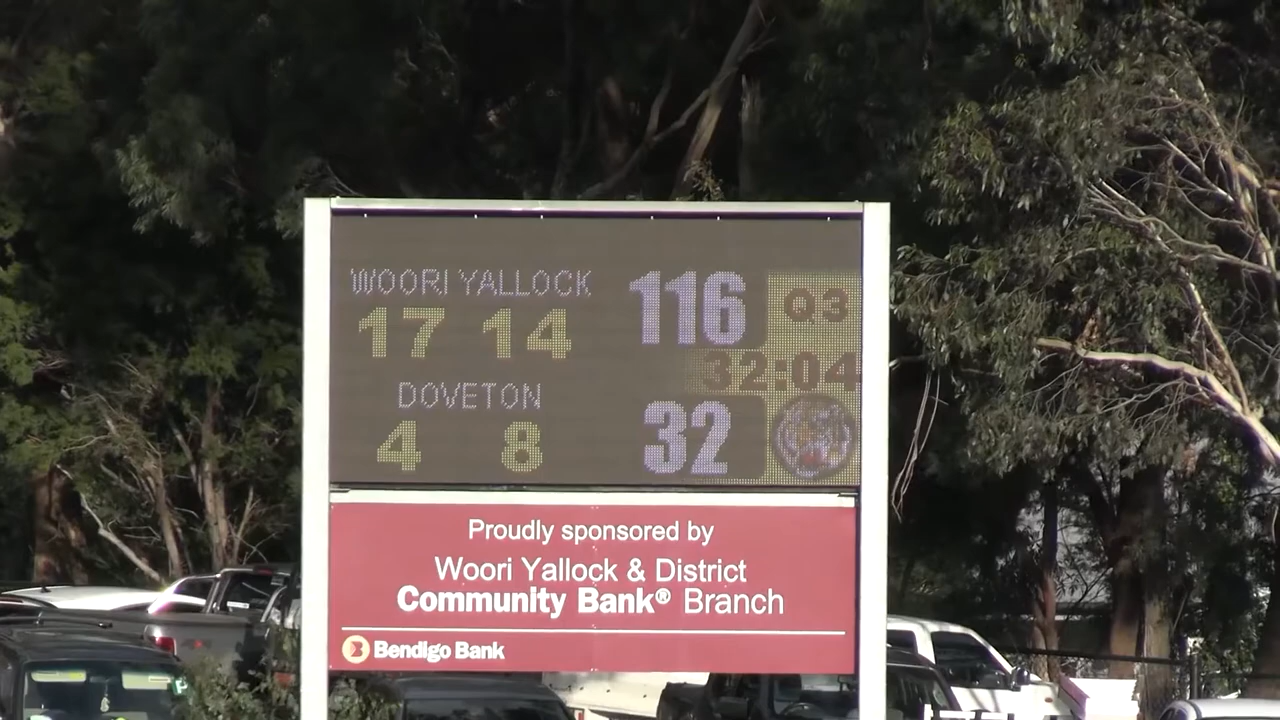 WOORI YALLOCK 116 Q3
17 14
32:04
DOVETON
4 8 32
Proudly sponsored by
Woori Yallock & District
Community Bank® Branch
Bendigo Bank